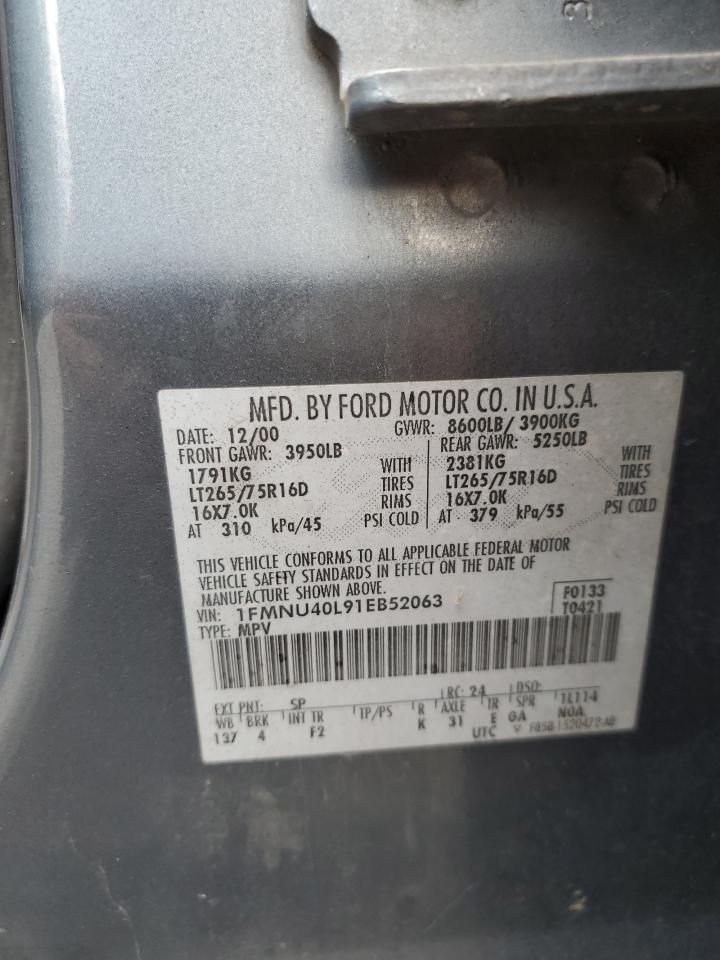 3
MFD. BY FORD MOTOR CO. IN U.S.A.
DATE: 12/00 GVWR: 8600LB/ 3900KG
FRONT GAWR: 3950LB REAR GAWR: 5250LB
1791KG WITH 2381KG WITH
LT265/75R16D TIRES LT265/75R16D TIRES
16X7.0K RIMS 16X7.0K RIMS
AT 310 kPa/45 PSI COLD AT 379 kPa/55 PSI COLD
THIS VEHICLE CONFORMS TO ALL APPLICABLE FEDERAL MOTOR
VEHICLE SAFETY STANDARDS IN EFFECT ON THE DATE OF
MANUFACTURE SHOWN ABOVE.
VIN: 1FMNU40L91EB52063 F0133
TYPE: MPV T0421
EXT PNT: SP RC: 24 DSO: 1L114
WB BRK INT TR TP/PS R AXLE TR SPR N0A
137 4 F2 K 31 E GA
UTC